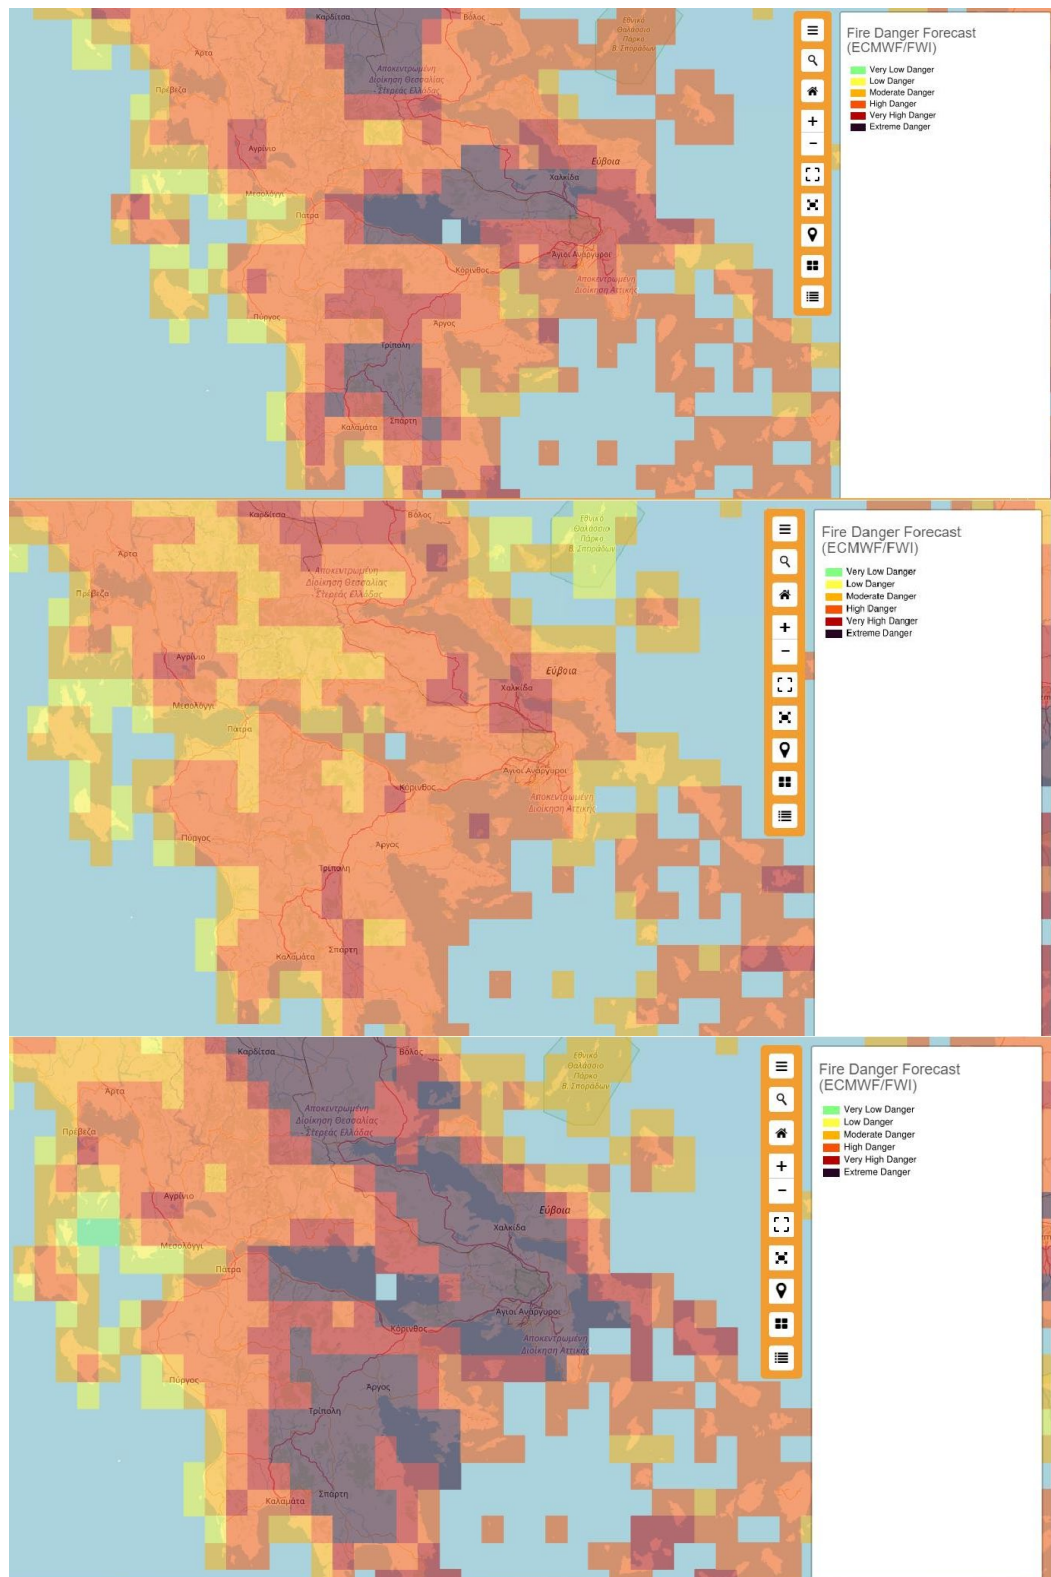 Καρδίτσα
Βόλος
Εθνικό
Θαλάσσιο
Πάρκο
Β. Σποράδων
Άρτα
Αποκεντρωμένη
Διοίκηση Θεσσαλίας
- Στερεάς Ελλάδας
Πρέβεζα
Αγρίνιο
Εύβοια
Χαλκίδα
Μεσολόγγι
Πάτρα
Άγιοι Ανάργυροι
Κόρινθος
Αποκεντρωμένη
Διοίκηση Αττικής
Πύργος
Άργος
Τρίπολη
Σπάρτη
Καλαμάτα
Fire Danger Forecast
(ECMWF/FWI)
Very Low Danger
Low Danger
Moderate Danger
High Danger
Very High Danger
Extreme Danger
Καρδίτσα
Βόλος
Εθνικό
Θαλάσσιο
Πάρκο
Β. Σποράδων
Άρτα
Αποκεντρωμένη
Διοίκηση Θεσσαλίας
- Στερεάς Ελλάδας
Πρέβεζα
Αγρίνιο
Εύβοια
Χαλκίδα
Μεσολόγγι
Πάτρα
Άγιοι Ανάργυροι
Κόρινθος
Αποκεντρωμένη
Διοίκηση Αττικής
Πύργος
Άργος
Τρίπολη
Σπάρτη
Καλαμάτα
Fire Danger Forecast
(ECMWF/FWI)
Very Low Danger
Low Danger
Moderate Danger
High Danger
Very High Danger
Extreme Danger
Καρδίτσα
Βόλος
Εθνικό
Θαλάσσιο
Πάρκο
Β. Σποράδων
Άρτα
Αποκεντρωμένη
Διοίκηση Θεσσαλίας
- Στερεάς Ελλάδας
Πρέβεζα
Αγρίνιο
Εύβοια
Χαλκίδα
Μεσολόγγι
Πάτρα
Άγιοι Ανάργυροι
Κόρινθος
Αποκεντρωμένη
Διοίκηση Αττικής
Πύργος
Άργος
Τρίπολη
Σπάρτη
Καλαμάτα
Fire Danger Forecast
(ECMWF/FWI)
Very Low Danger
Low Danger
Moderate Danger
High Danger
Very High Danger
Extreme Danger